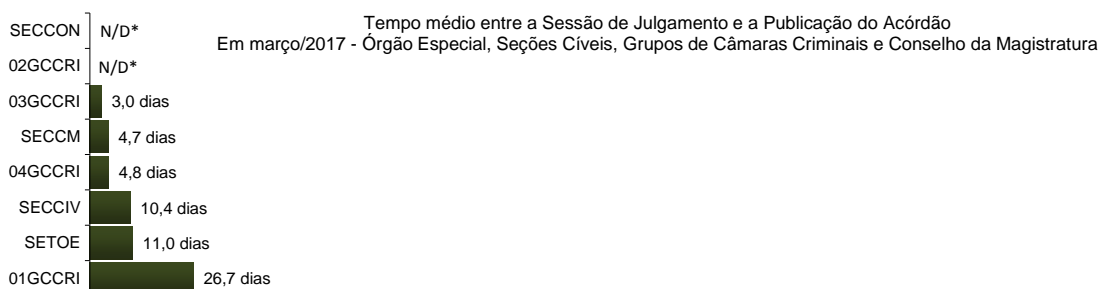 Tempo médio entre a Sessão de Julgamento e a Publicação do Acórdão
Em março/2017 - Órgão Especial, Seções Cíveis, Grupos de Câmaras Criminais e Conselho da Magistratura
SECCON N/D*
02GCCRI N/D*
03GCCRI 3,0 dias
SECCM 4,7 dias
04GCCRI 4,8 dias
SECCIV 10,4 dias
SETOE 11,0 dias
01GCCRI 26,7 dias